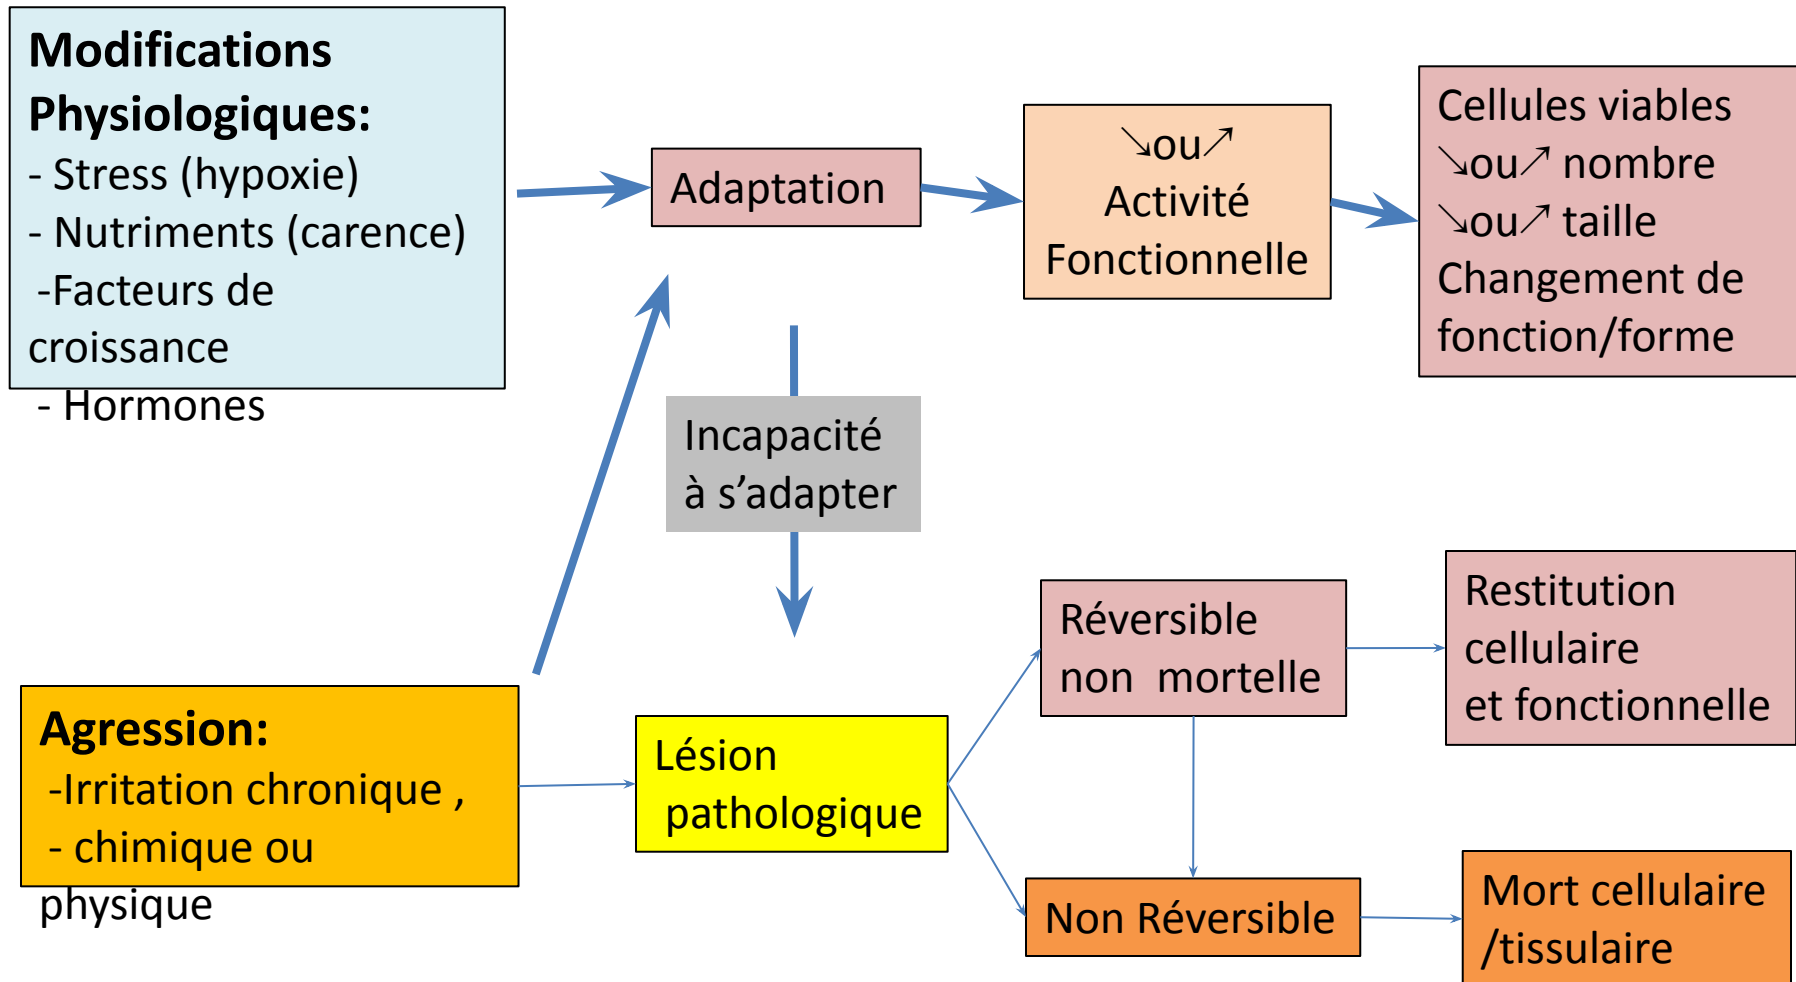 Modifications
Physiologiques:
- Stress (hypoxie)
- Nutriments (carence)
-Facteurs de
croissance
- Hormones
Adaptation
↘ou↗
Activité
Fonctionnelle
Cellules viables
↘ou↗ nombre
↘ou↗ taille
Changement de
fonction/forme
Incapacité
à s’adapter
Agression:
-Irritation chronique ,
- chimique ou
physique
Lésion
pathologique
Réversible
non mortelle
Restitution
cellulaire
et fonctionnelle
Non Réversible
Mort cellulaire
/tissulaire